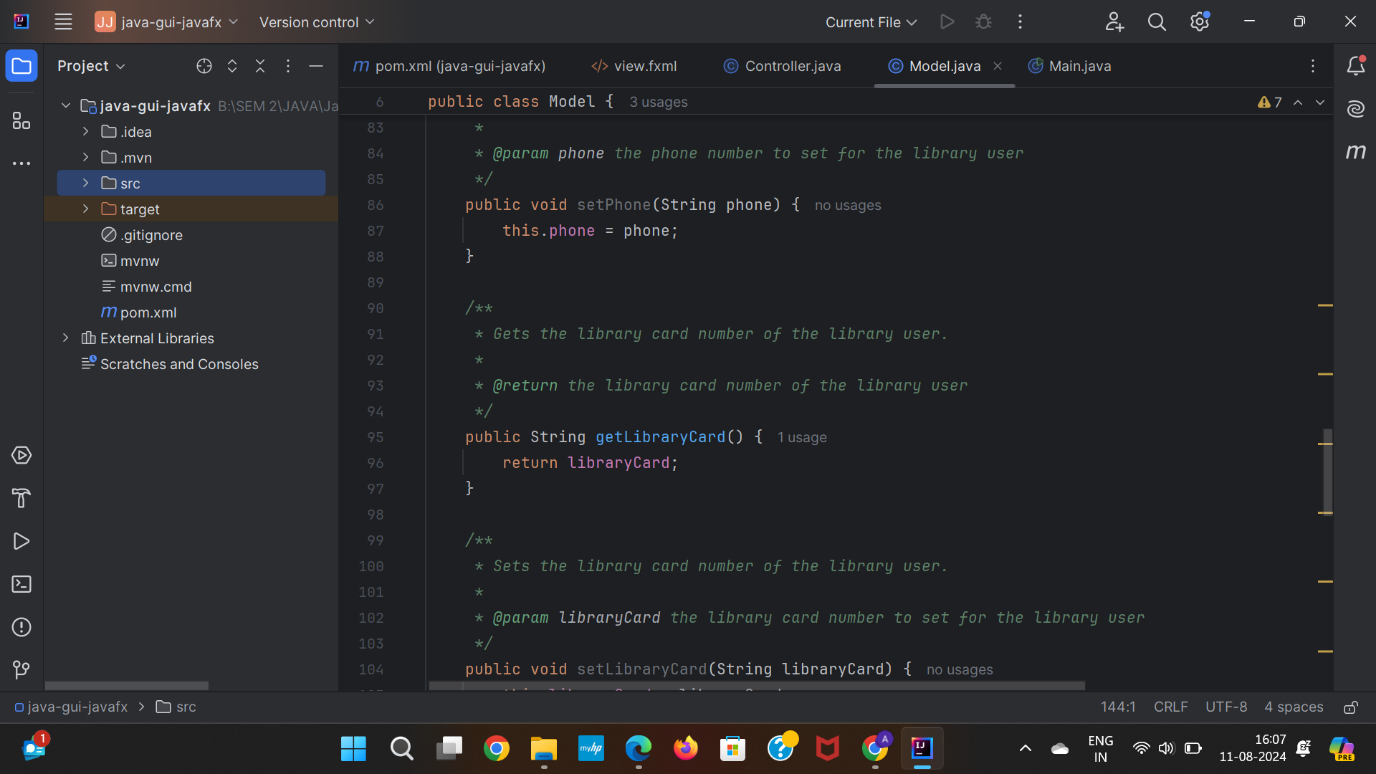 JJ java-gui-javafx Version control Current File
Project
pom.xml (java-gui-javafx) view.fxml Controller.java Model.java Main.java
java-gui-javafx B:\SEM 2\JAVA\Ja
.idea
.mvn
src
target
.gitignore
mvnw
mvnw.cmd
pom.xml
External Libraries
Scratches and Consoles
6 public class Model { 3 usages 7
83 *
84 * @param phone the phone number to set for the library user
85 */
86 public void setPhone(String phone) { no usages
87 this.phone = phone;
88 }
89
90 /**
91 * Gets the library card number of the library user.
92 *
93 * @return the library card number of the library user
94 */
95 public String getLibraryCard() { 1 usage
96 return libraryCard;
97 }
98
99 /**
100 * Sets the library card number of the library user.
101 *
102 * @param libraryCard the library card number to set for the library user
103 */
104 public void setLibraryCard(String libraryCard) { no usages
java-gui-javafx > src 144:1 CRLF UTF-8 4 spaces
1 myhp A IJ ENG 16:07
IN 11-08-2024 PRE